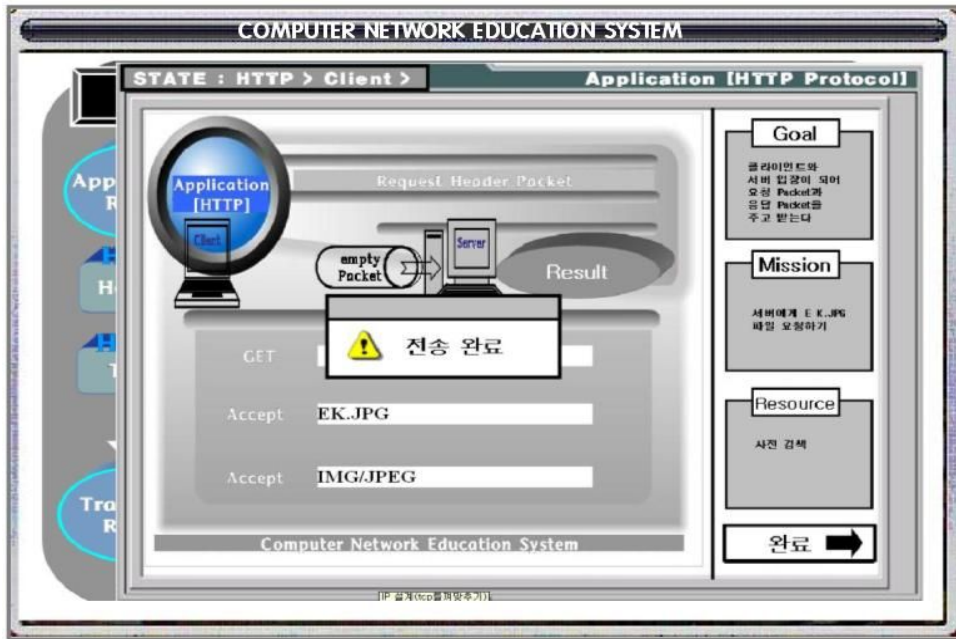 COMPUTER NETWORK EDUCATION SYSTEM
STATE : HTTP > Client >
Application [HTTP Protocol]
App
R
H
T
Tra
R
Application
[HTTP]
Client
Request Header Packet
empty
Packet
Server
Result
전송 완료
GET
Accept
EK.JPG
Accept
IMG/JPEG
Computer Network Education System
Goal
클라이언트와
서버 입장이 되어
요청 Packet과
응답 Packet을
주고 받는다
Mission
서버에게 E K..JPG
파일 요청하기
Resource
사전 검색
완료